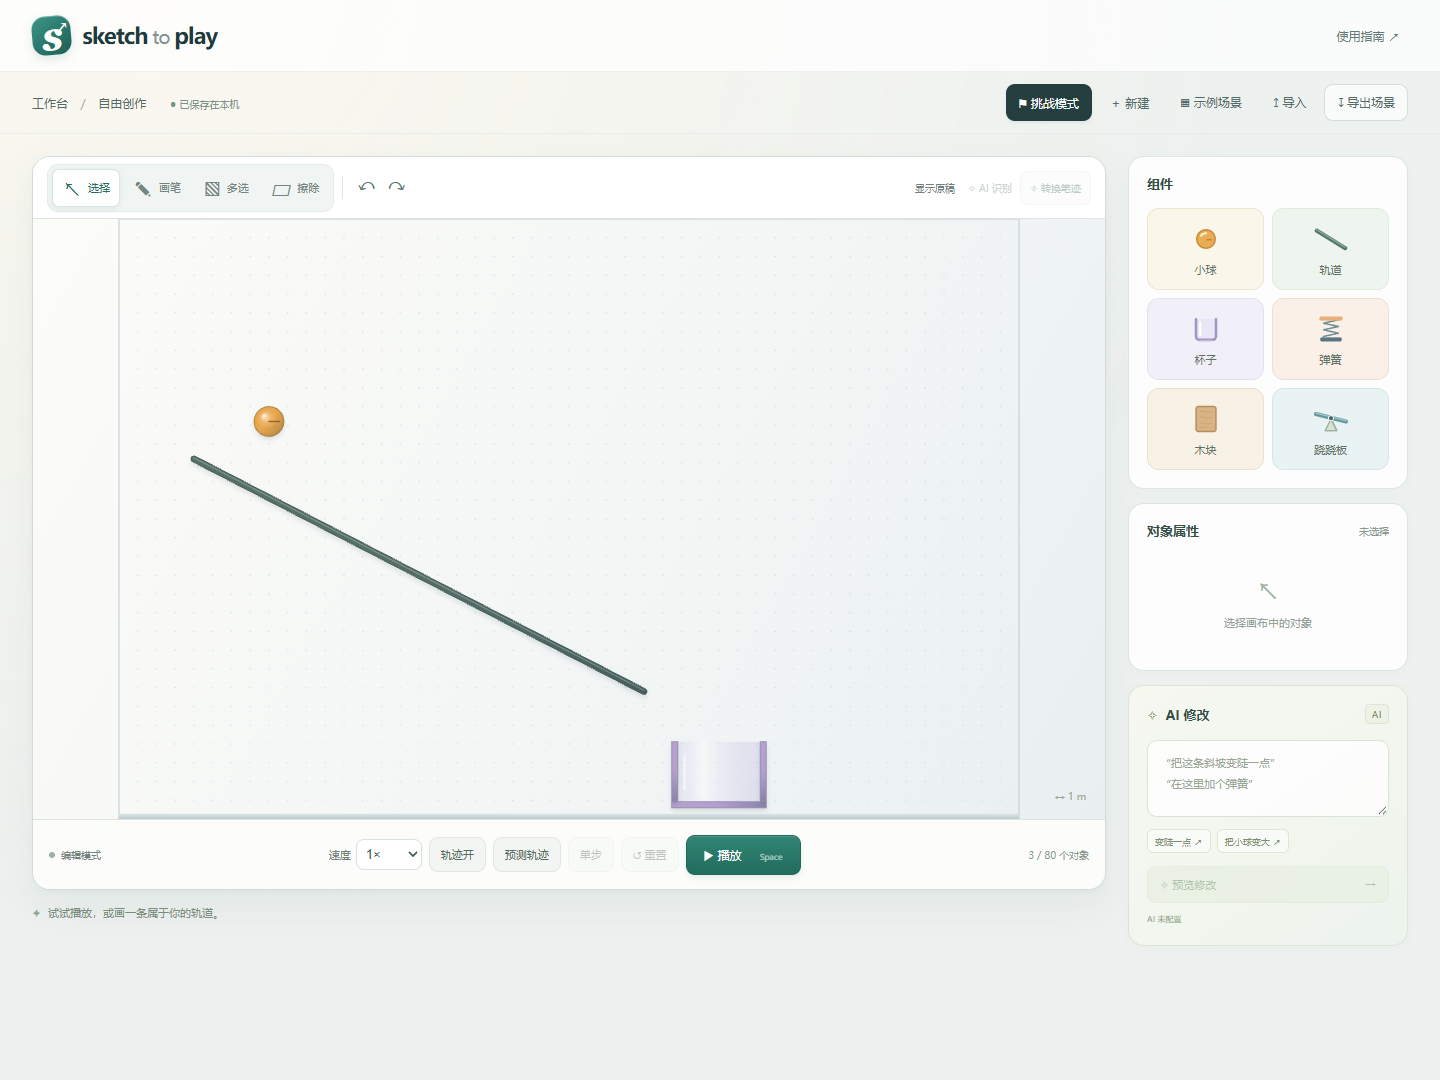 sketch to play
使用指南 ↗
工作台 / 自由创作 已保存在本机
挑战模式 + 新建 示例场景 ↥ 导入 ↧ 导出场景
选择 画笔 多选 擦除 显示原稿 AI 识别 转换笔迹
组件
小球 轨道
杯子 弹簧
木块 跷跷板
对象属性 未选择
选择画布中的对象
AI 修改 AI
“把这条斜坡变陡一点”
“在这里加个弹簧”
变陡一点 ↗ 把小球变大 ↗
预览修改 →
AI 未配置
↔ 1 m
编辑模式 速度 1× 轨迹开 预测轨迹 单步 ↺ 重置 ▶ 播放 Space 3 / 80 个对象
试试播放，或画一条属于你的轨道。